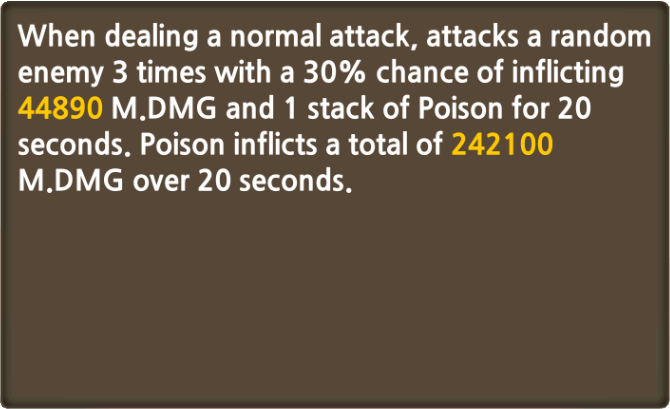 When dealing a normal attack, attacks a random
enemy 3 times with a 30% chance of inflicting
44890 M.DMG and 1 stack of Poison for 20
seconds. Poison inflicts a total of 242100
M.DMG over 20 seconds.